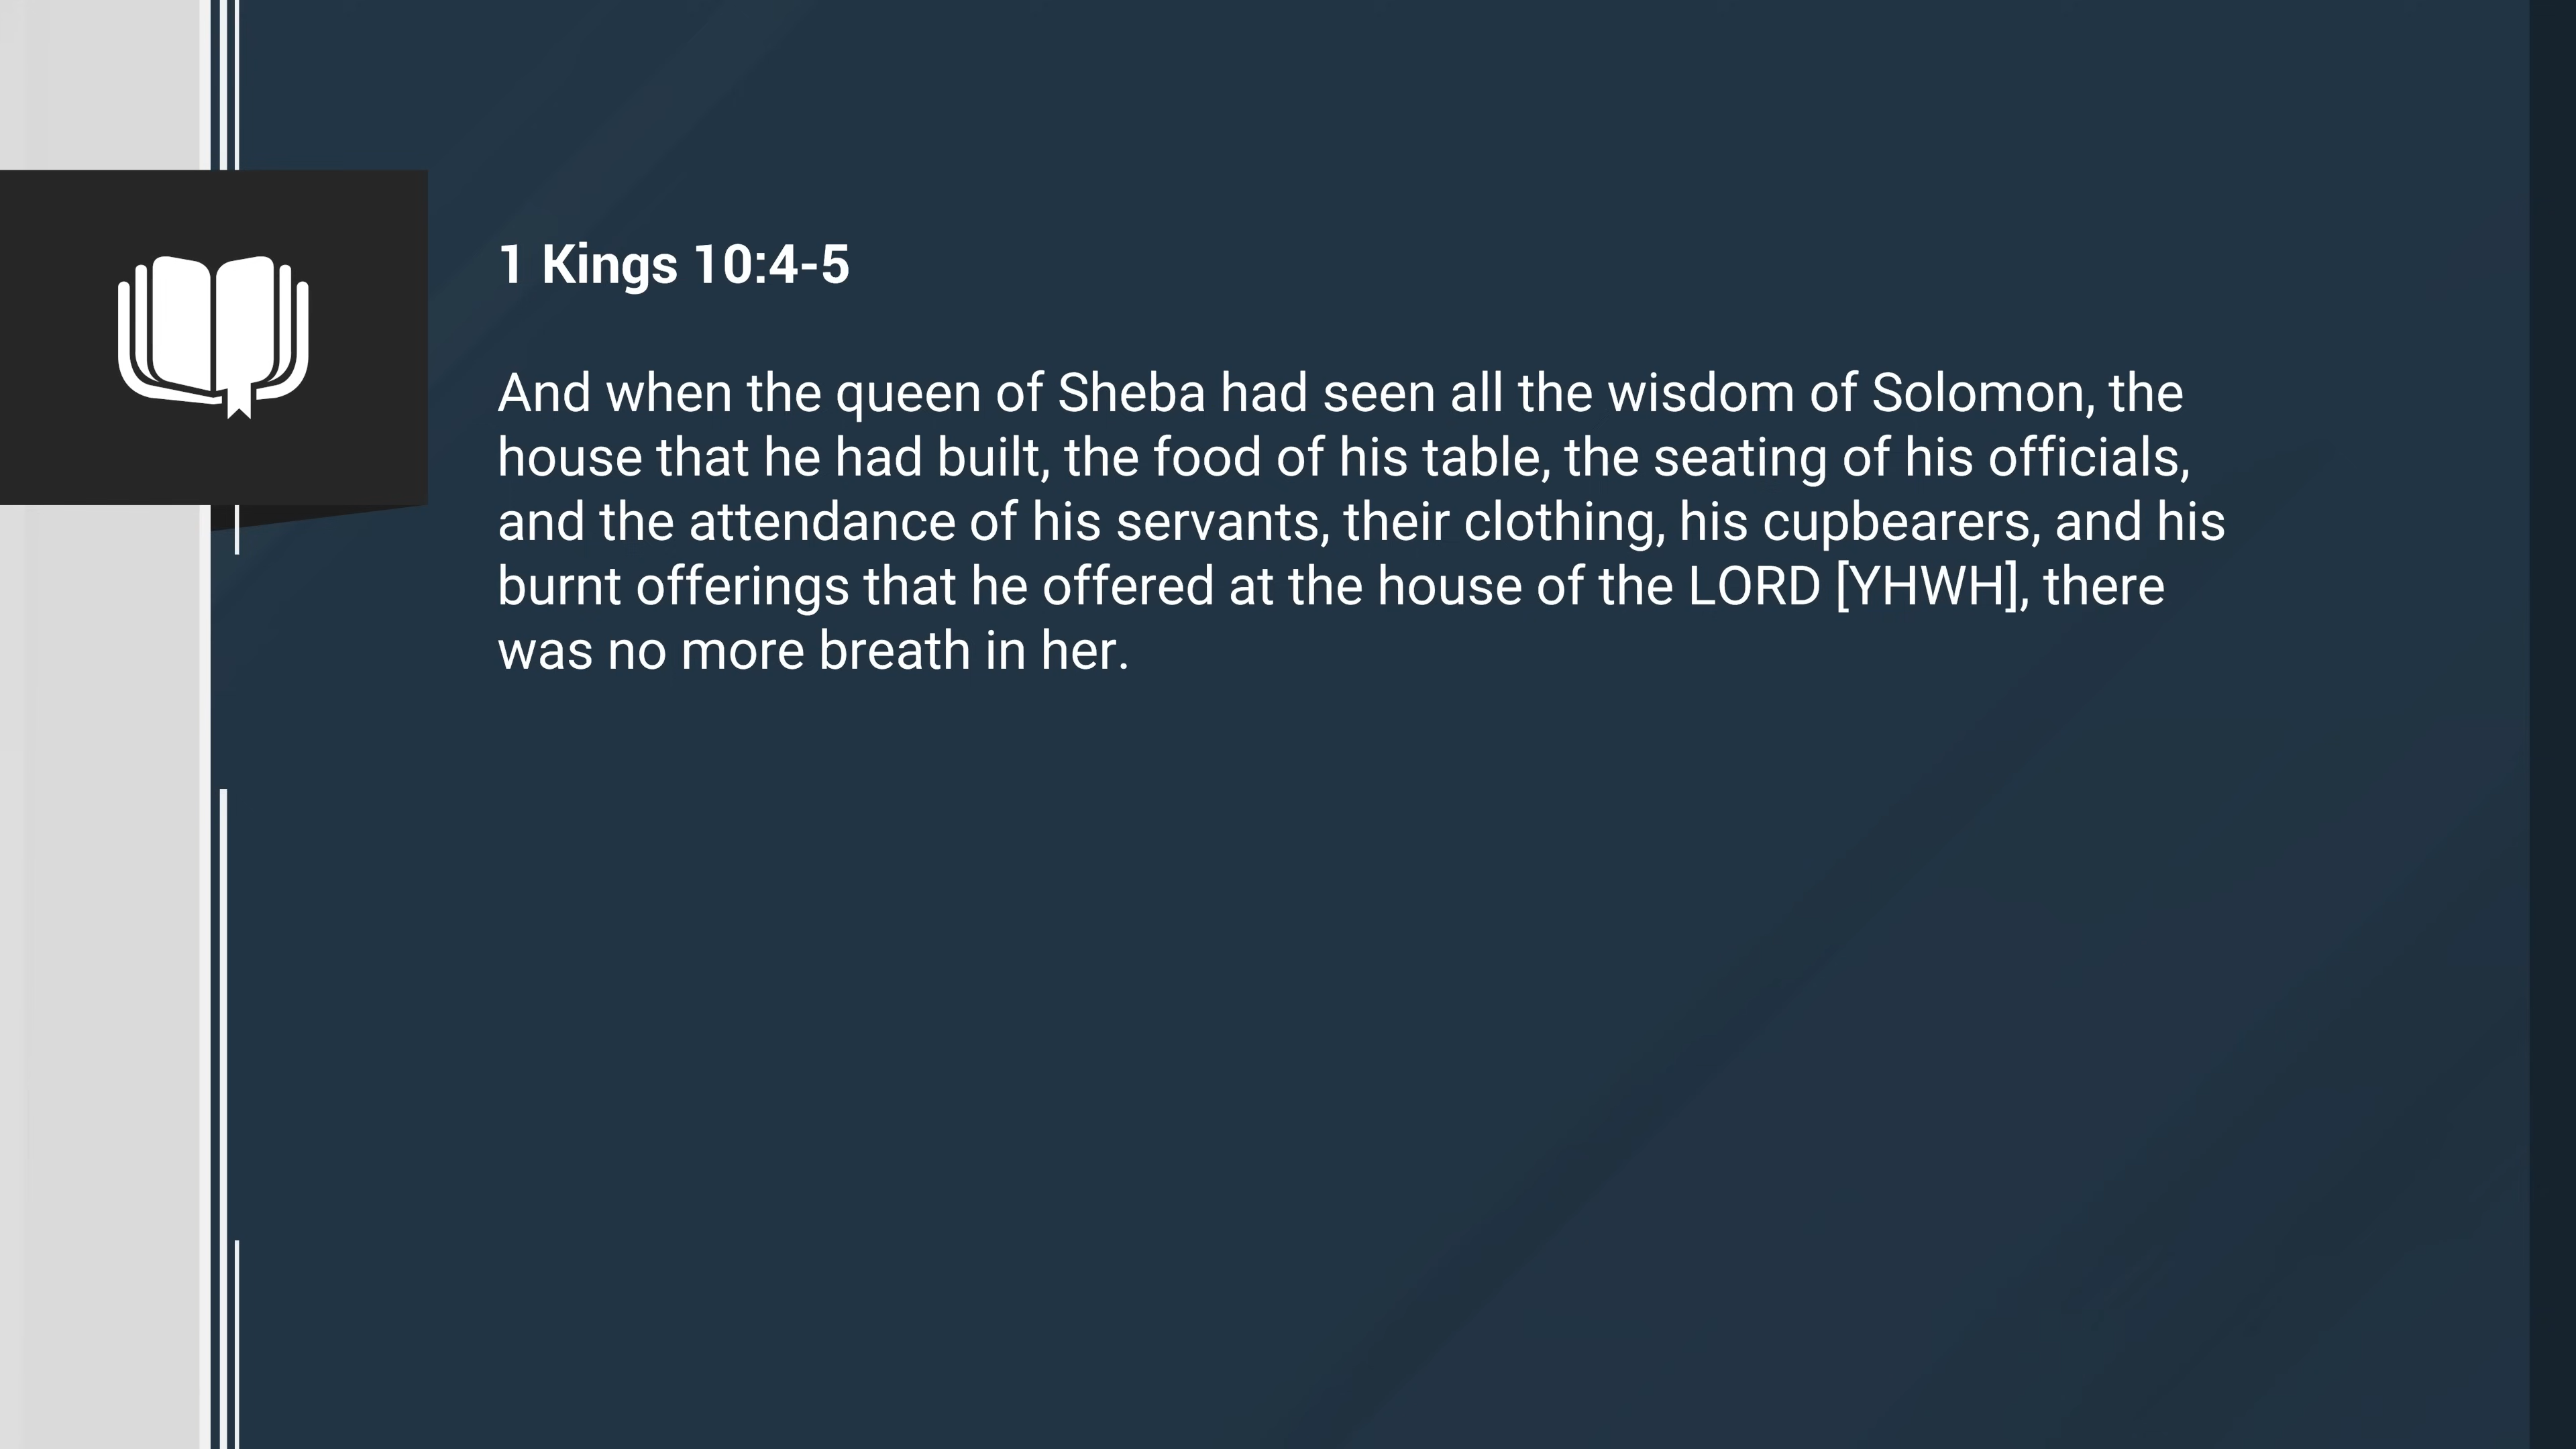 1 Kings 10:4-5
And when the queen of Sheba had seen all the wisdom of Solomon, the
house that he had built, the food of his table, the seating of his officials,
and the attendance of his servants, their clothing, his cupbearers, and his
burnt offerings that he offered at the house of the LORD [YHWH], there
was no more breath in her.